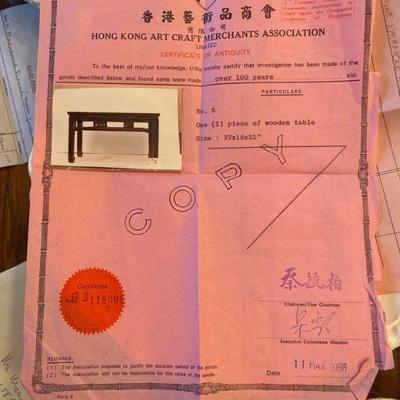 香港藝術品商會
有限公司
HONG KONG ART CRAFT MERCHANTS ASSOCIATION
LIMITED
CERTIFICATE OF ANTIQUITY
To the best of my/our knowledge, I/We hereby certify that investigation has been made of the
goods described below and found same were made over 100 years old.
PARTICULARS
No. 5
One (1) piece of wooden table
Size : 37x18x21"
COPY
Certificate
No. G3 11800
蔡
Chairman/Vice Chairman
Executive Committee Member
Date 11 MAR 1986
REMARKS:
(1) The Association proposes to justify the accurate period of the goods.
(2) The Association will not be responsible for the value of the goods.
Form B